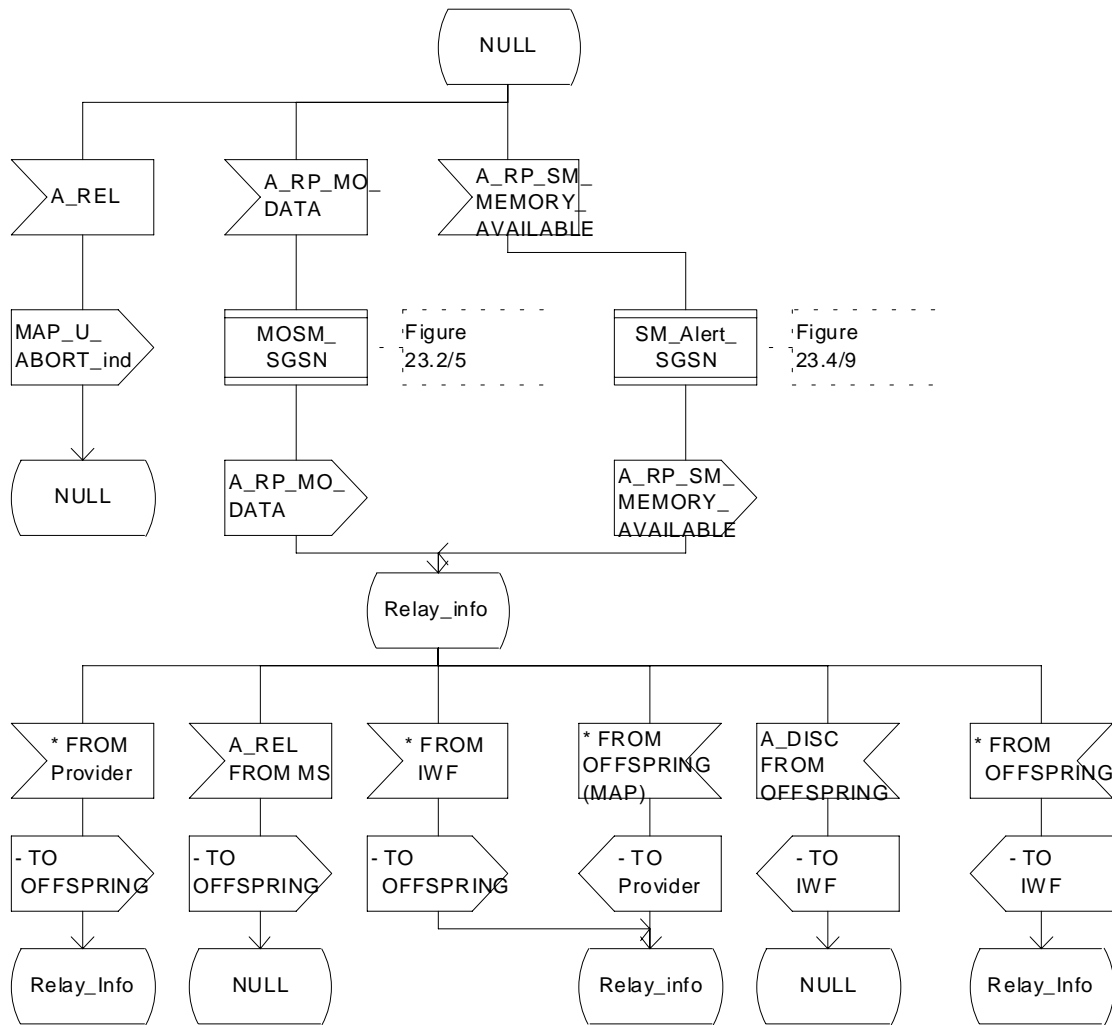 NULL
A_REL
A_RP_MO_
DATA
A_RP_SM_
MEMORY_
AVAILABLE
MAP_U_
ABORT_ind
MOSM_
SGSN
Figure
23.2/5
SM_Alert_
SGSN
Figure
23.4/9
NULL
A_RP_MO_
DATA
A_RP_SM_
MEMORY_
AVAILABLE
Relay_info
* FROM
Provider
A_REL
FROM MS
* FROM
IWF
* FROM
OFFSPRING
(MAP)
A_DISC
FROM
OFFSPRING
* FROM
OFFSPRING
- TO
OFFSPRING
- TO
OFFSPRING
- TO
OFFSPRING
- TO
Provider
- TO
IWF
- TO
IWF
Relay_Info
NULL
Relay_info
NULL
Relay_Info